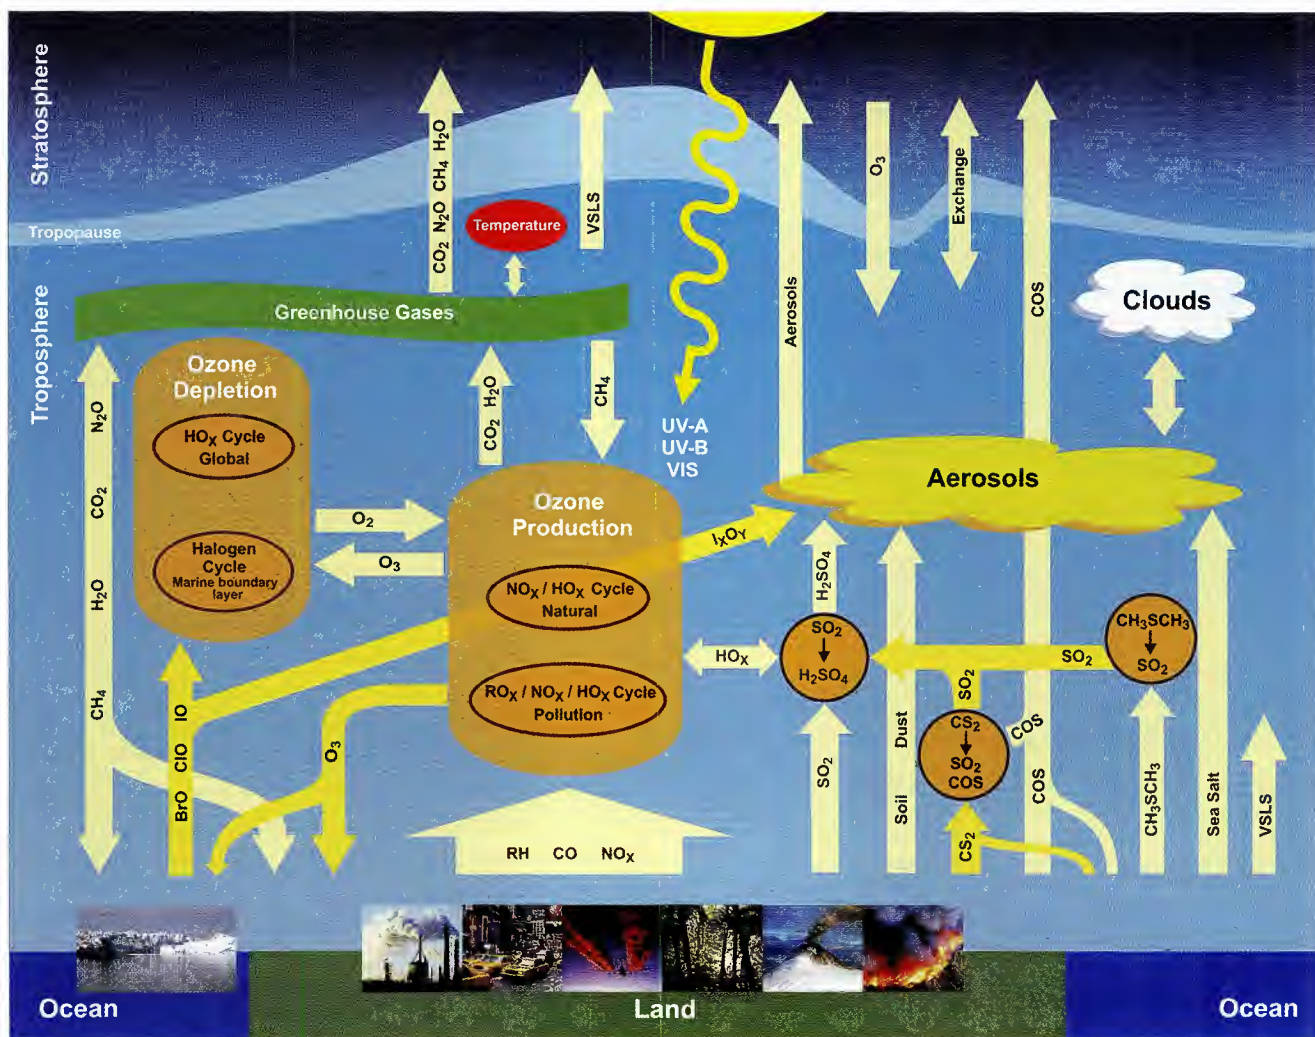 Stratosphere
Tropopause
Troposphere
CO₂ N₂O CH₄ H₂O
Temperature
VSLS
Aerosols
O₃
Exchange
COS
Clouds
Greenhouse Gases
Ozone
Depletion
HOX Cycle
Global
Halogen
Cycle
Marine boundary
layer
CH₄ H₂O CO₂ N₂O
CO₂ H₂O
CH₄
UV-A
UV-B
VIS
O₂
O₃
Ozone
Production
NOX / HOX Cycle
Natural
ROX / NOX / HOX Cycle
Pollution
IXOY
Aerosols
H₂SO₄
HOX
SO₂
H₂SO₄
SO₂
SO₂
CH₃SCH₃
SO₂
CS₂
SO₂
COS
COS
COS
BrO ClO IO
O₃
RH CO NOX
SO₂
Soil Dust
CS₂
CH₃SCH₃
Sea Salt
VSLS
Ocean
Land
Ocean